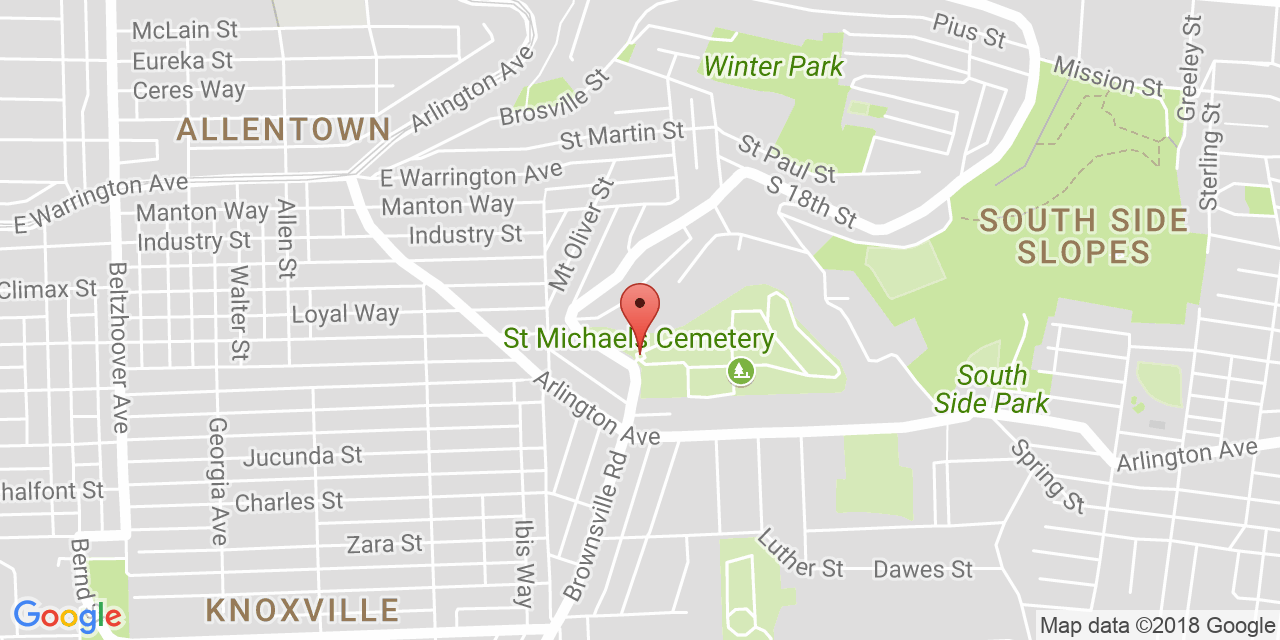 McLain St
Eureka St
Ceres Way
ALLENTOWN
Arlington Ave
Brosville St
Winter Park
Pius St
Mission St
Greeley St
Sterling St
St Martin St
St Paul St
S 18th St
E Warrington Ave
E Warrington Ave
Manton Way
Industry St
Allen St
Manton Way
Industry St
Mt Oliver St
SOUTH SIDE
SLOPES
Climax St
Beltzhoover Ave
Walter St
Loyal Way
St Michael's Cemetery
South
Side Park
Arlington Ave
Georgia Ave
Jucunda St
Charles St
Zara St
halfont St
Bernd
Ibis Way
Brownsville Rd
Arlington Ave
Spring St
Luther St
Dawes St
KNOXVILLE
Google
Map data ©2018 Google